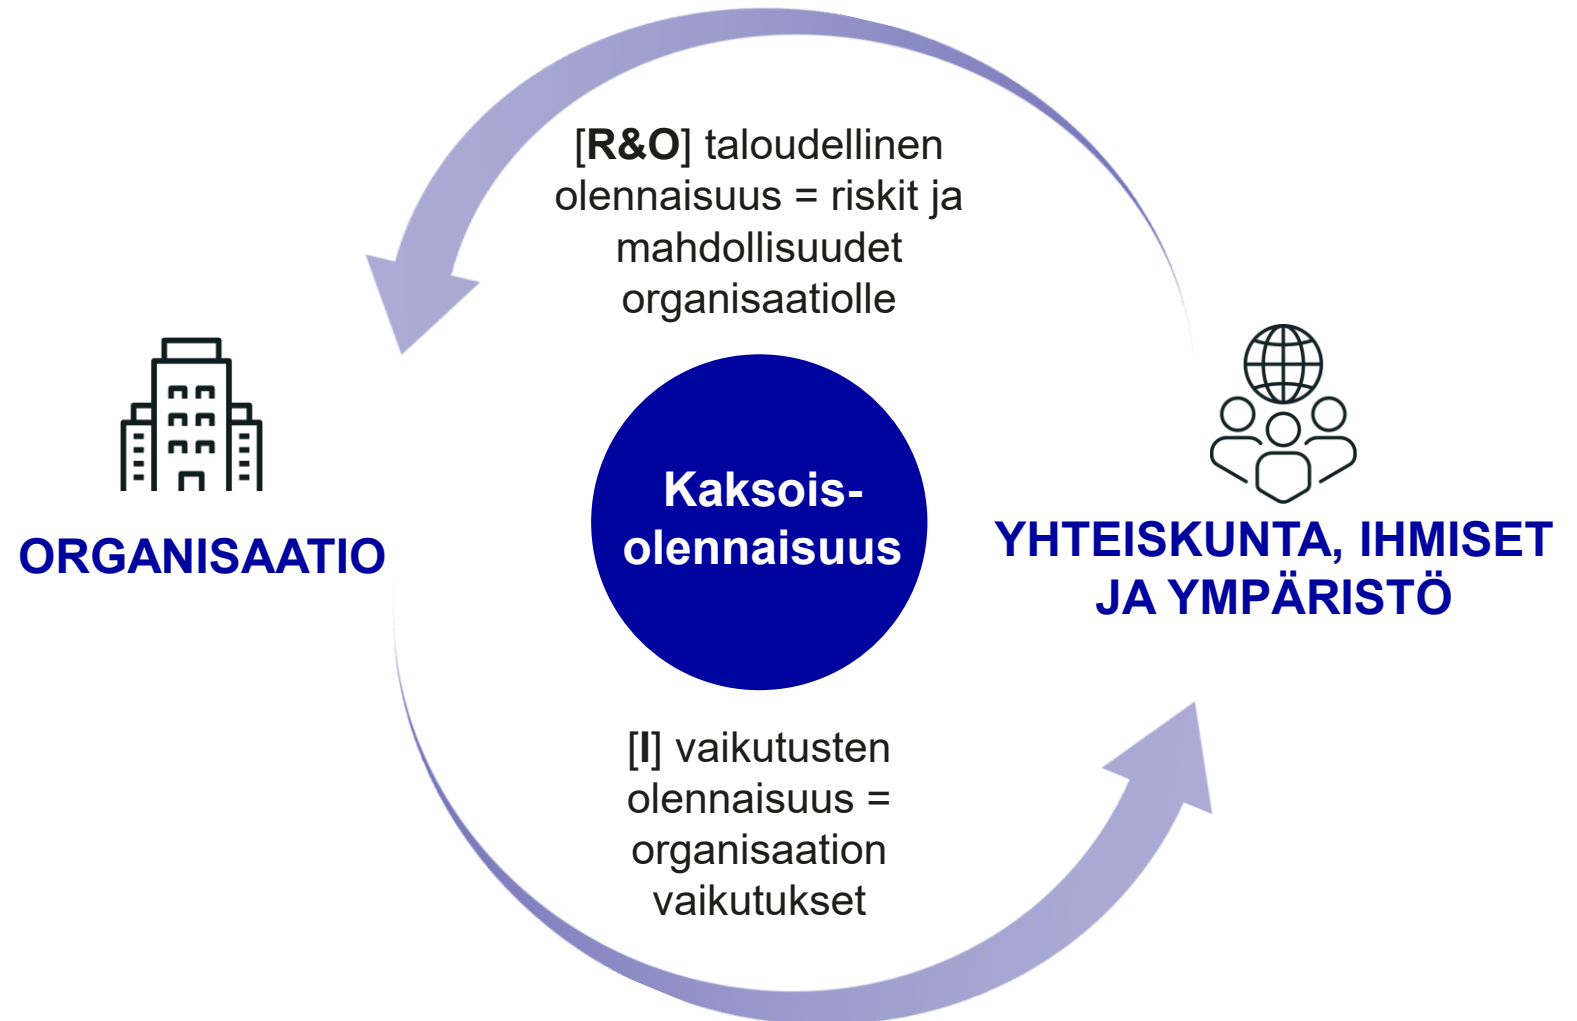 [R&O] taloudellinen
olennaisuus = riskit ja
mahdollisuudet
organisaatiolle
ORGANISAATIO
Kaksois-
olennaisuus
YHTEISKUNTA, IHMISET
JA YMPÄRISTÖ
[I] vaikutusten
olennaisuus =
organisaation
vaikutukset